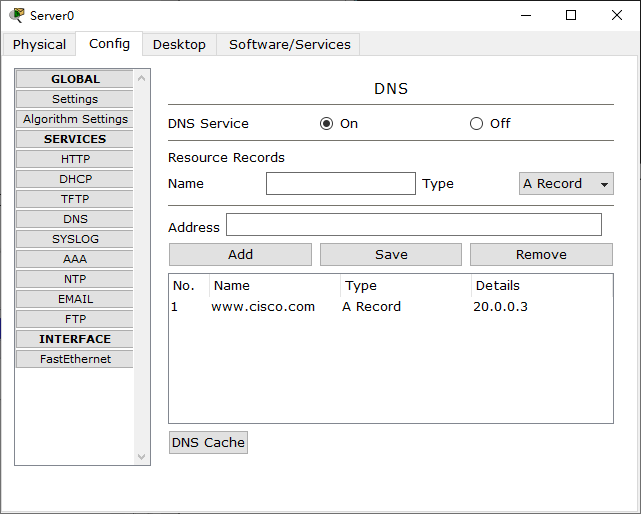 Server0
Physical Config Desktop Software/Services
GLOBAL
Settings
Algorithm Settings
SERVICES
HTTP
DHCP
TFTP
DNS
SYSLOG
AAA
NTP
EMAIL
FTP
INTERFACE
FastEthernet
DNS
DNS Service On Off
Resource Records
Name Type A Record
Address
Add Save Remove
No. Name Type Details
1 www.cisco.com A Record 20.0.0.3
DNS Cache